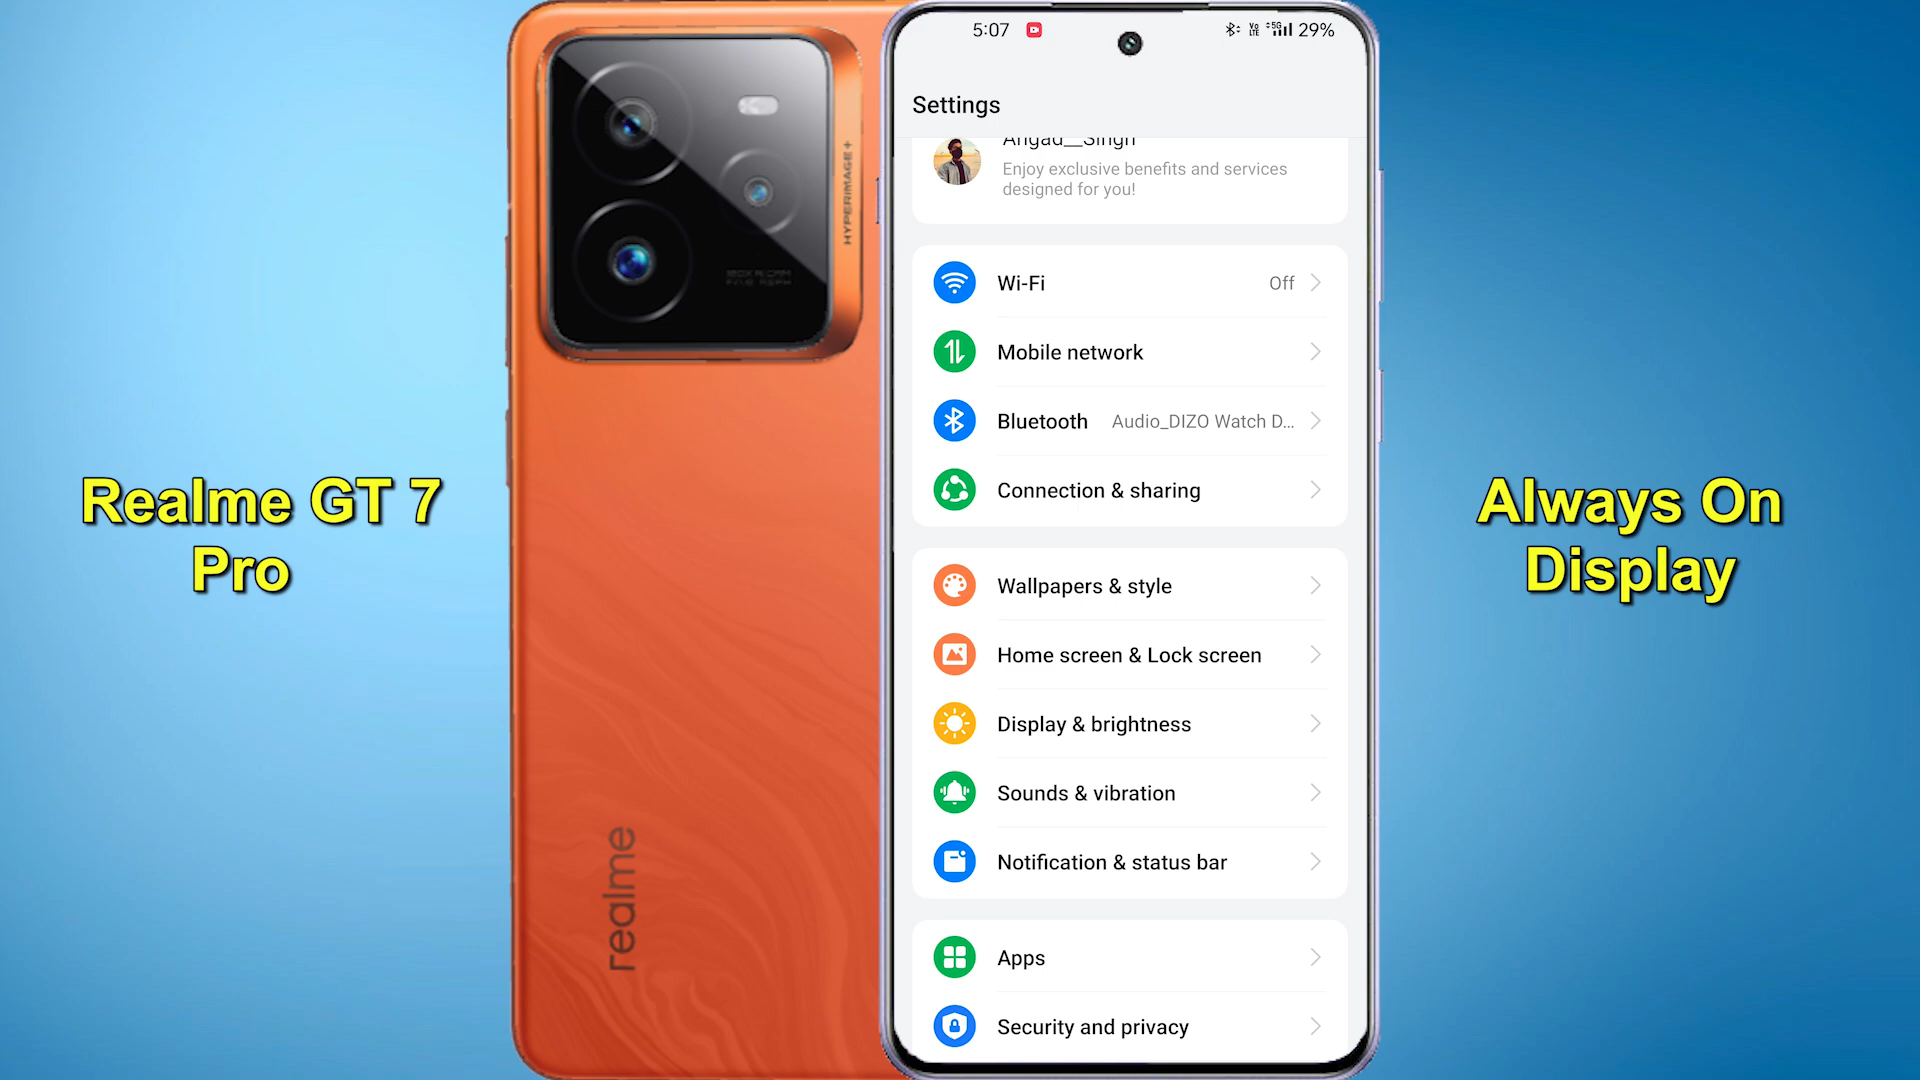 Realme GT 7
Pro
HYPERIMAGE+
realme
5:07
5G
29%
Settings
Angad__Singh
Enjoy exclusive benefits and services
designed for you!
Wi-Fi Off
Mobile network
Bluetooth Audio_DIZO Watch D...
Connection & sharing
Wallpapers & style
Home screen & Lock screen
Display & brightness
Sounds & vibration
Notification & status bar
Apps
Security and privacy
Always On
Display